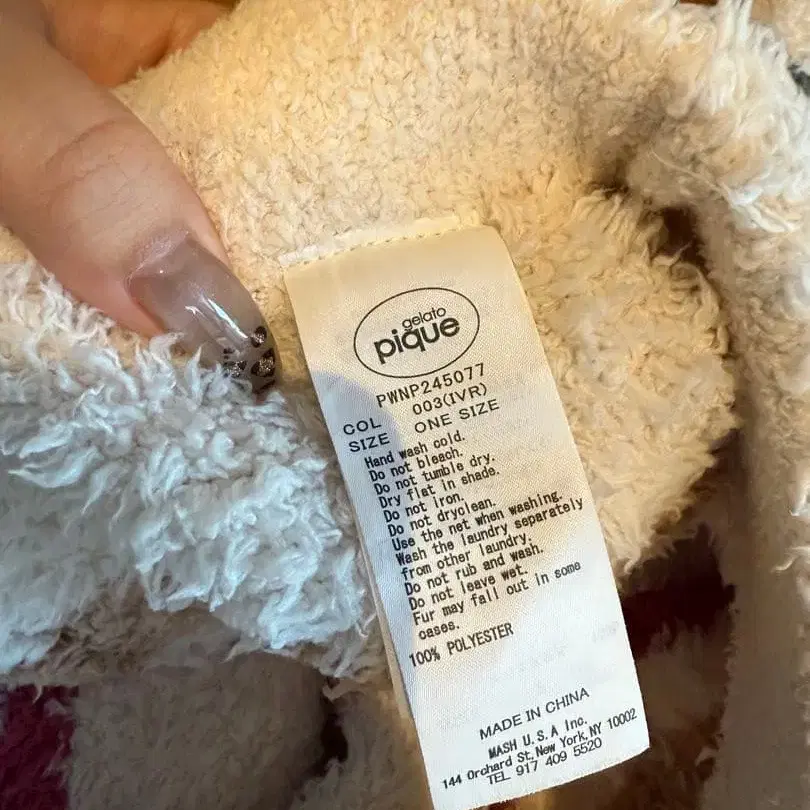 gelato
pique
PWNP245077
COL 003(IVR)
SIZE ONE SIZE
Hand wash cold.
Do not bleach.
Do not tumble dry.
Dry flat in shade.
Do not iron.
Do not dryclean.
Use the net when washing.
Wash the laundry separately
from other laundry.
Do not rub and wash.
Do not leave wet.
Fur may fall out in some
cases.
100% POLYESTER
MADE IN CHINA
MASH U.S.A Inc.
144 Orchard St, New York, NY 10002
TEL 917 409 5520